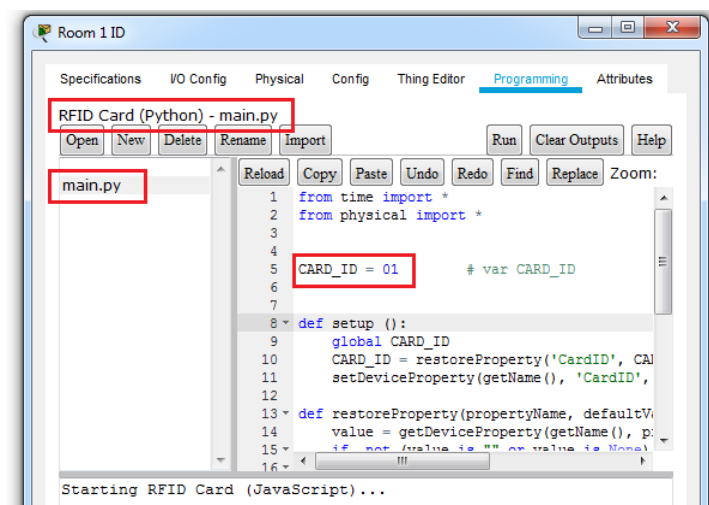 Room 1 ID
Specifications I/O Config Physical Config Thing Editor Programming Attributes
RFID Card (Python) - main.py
Open New Delete Rename Import Run Clear Outputs Help
main.py
Reload Copy Paste Undo Redo Find Replace Zoom:
1 from time import *
2 from physical import *
3
4
5 CARD_ID = 01 # var CARD_ID
6
7
8 def setup ():
9 global CARD_ID
10 CARD_ID = restoreProperty('CardID', CAI
11 setDeviceProperty(getName(), 'CardID',
12
13 def restoreProperty(propertyName, defaultVa
14 value = getDeviceProperty(getName(), p
15 if not (value is "" or value is None)
16
Starting RFID Card (JavaScript)...